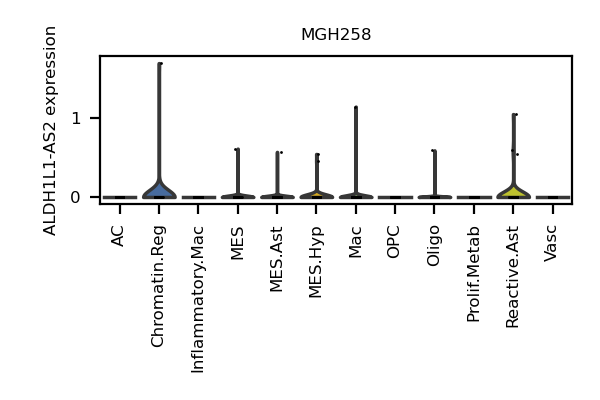 MGH258
ALDH1L1-AS2 expression
1
0
AC
Chromatin.Reg
Inflammatory.Mac
MES
MES.Ast
MES.Hyp
Mac
OPC
Oligo
Prolif.Metab
Reactive.Ast
Vasc